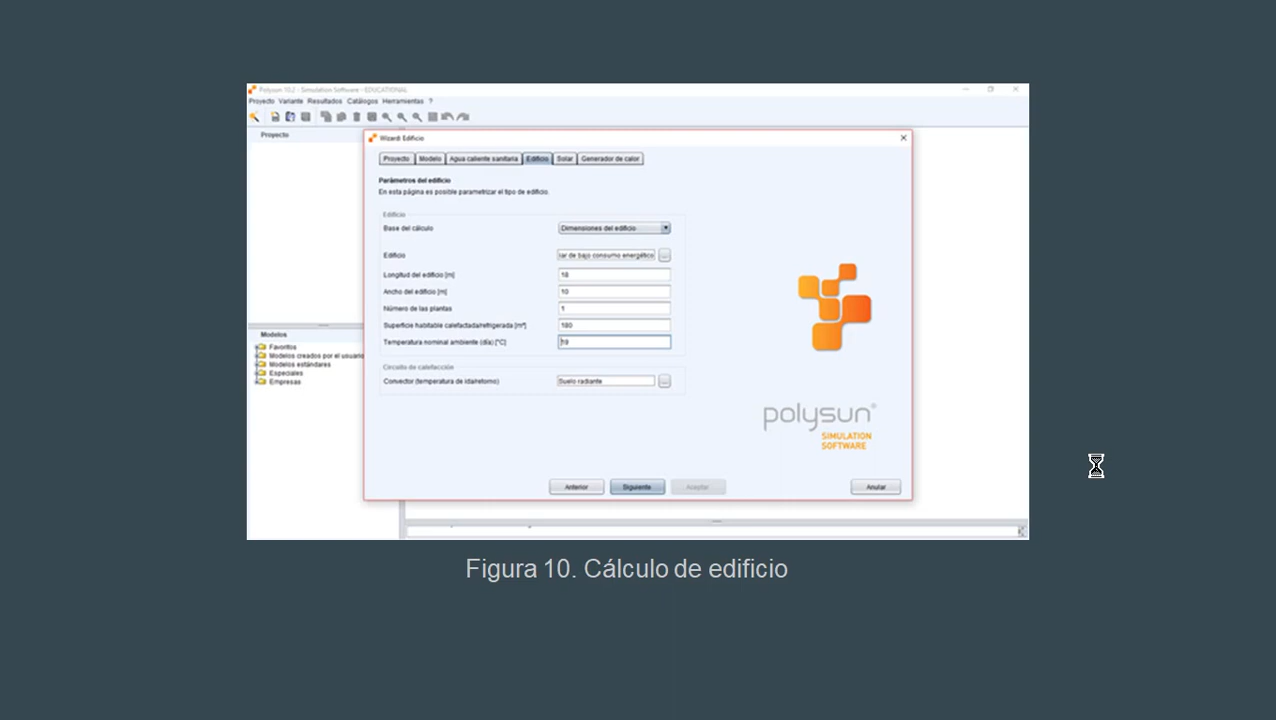 Polysun 10.2 - Simulation Software - EDUCATIONAL
Proyecto Variante Resultados Catálogos Herramientas ?
Proyecto
Wizard: Edificio
Proyecto Modelo Agua caliente sanitaria Edificio Solar Generador de calor
Parámetros del edificio
En esta página es posible parametrizar el tipo de edificio.
Edificio
Base del cálculo Dimensiones del edificio
Edificio iar de bajo consumo energético ...
Longitud del edificio [m] 18
Ancho del edificio [m] 10
Número de las plantas 1
Superficie habitable calefactada/refrigerada [m²] 180
Temperatura nominal ambiente (día) [°C] 19
Circuito de calefacción
Convector (temperatura de ida/retorno) Suelo radiante ...
Modelos
Favoritos
Modelos creados por el usuario
Modelos estándares
Especiales
Empresas
polysun®
SIMULATION
SOFTWARE
Anterior Siguiente Aceptar Anular
Figura 10. Cálculo de edificio